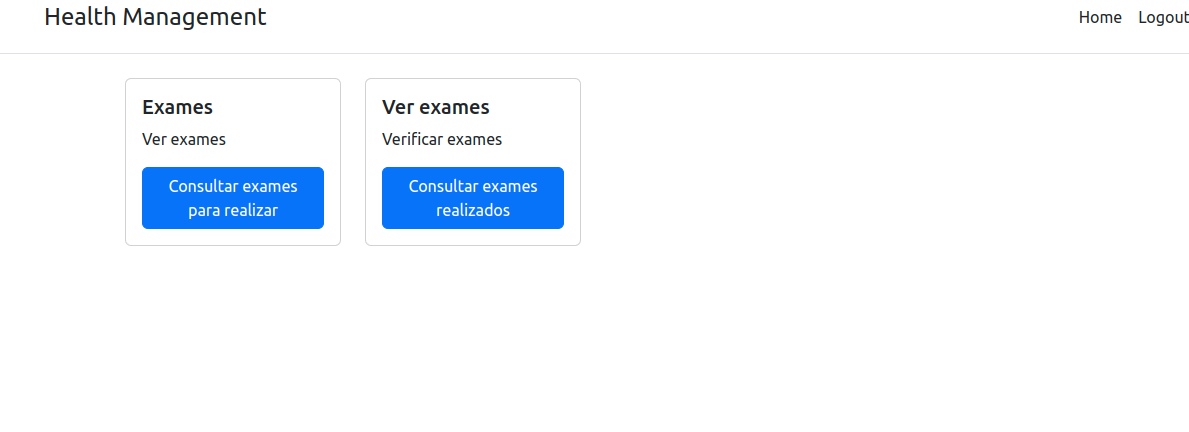 Health Management
Home Logout
Exames
Ver exames
Consultar exames
para realizar
Ver exames
Verificar exames
Consultar exames
realizados